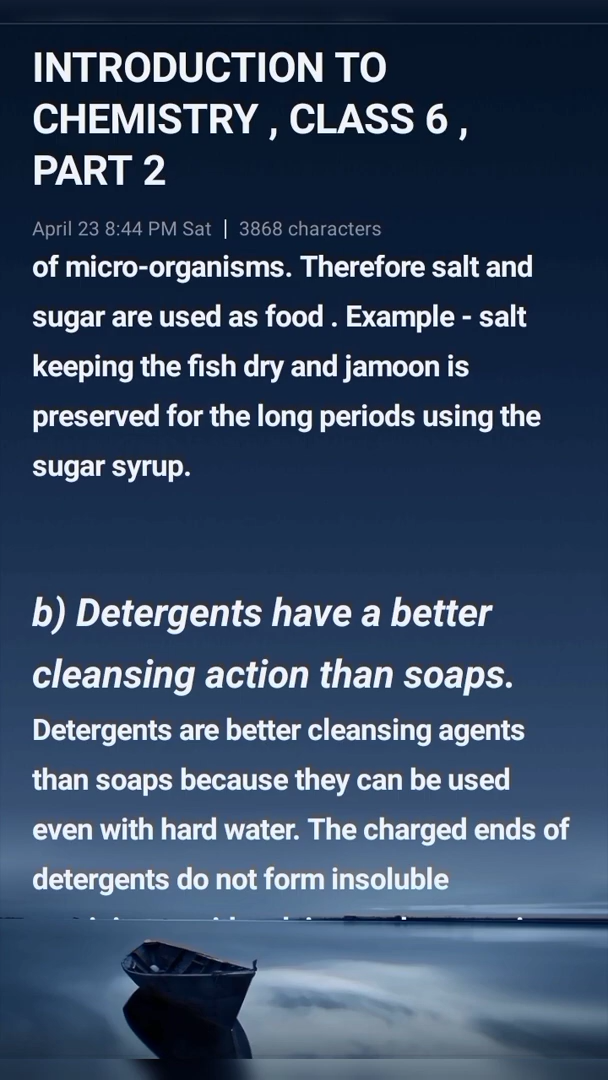 INTRODUCTION TO
CHEMISTRY , CLASS 6 ,
PART 2
April 23 8:44 PM Sat | 3868 characters
of micro-organisms. Therefore salt and
sugar are used as food . Example - salt
keeping the fish dry and jamoon is
preserved for the long periods using the
sugar syrup.
b) Detergents have a better
cleansing action than soaps.
Detergents are better cleansing agents
than soaps because they can be used
even with hard water. The charged ends of
detergents do not form insoluble